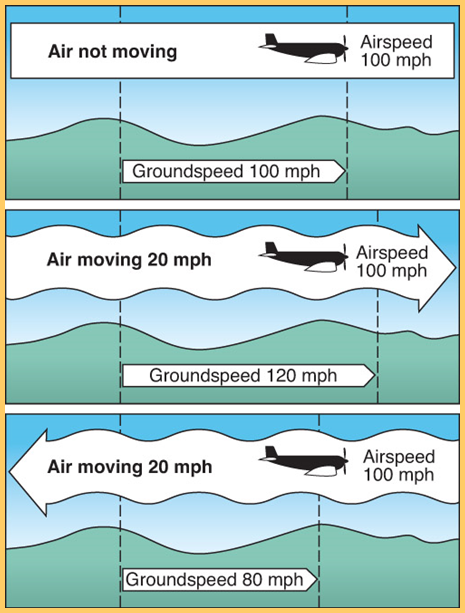 Air not moving
Airspeed
100 mph
Groundspeed 100 mph
Air moving 20 mph
Airspeed
100 mph
Groundspeed 120 mph
Air moving 20 mph
Airspeed
100 mph
Groundspeed 80 mph